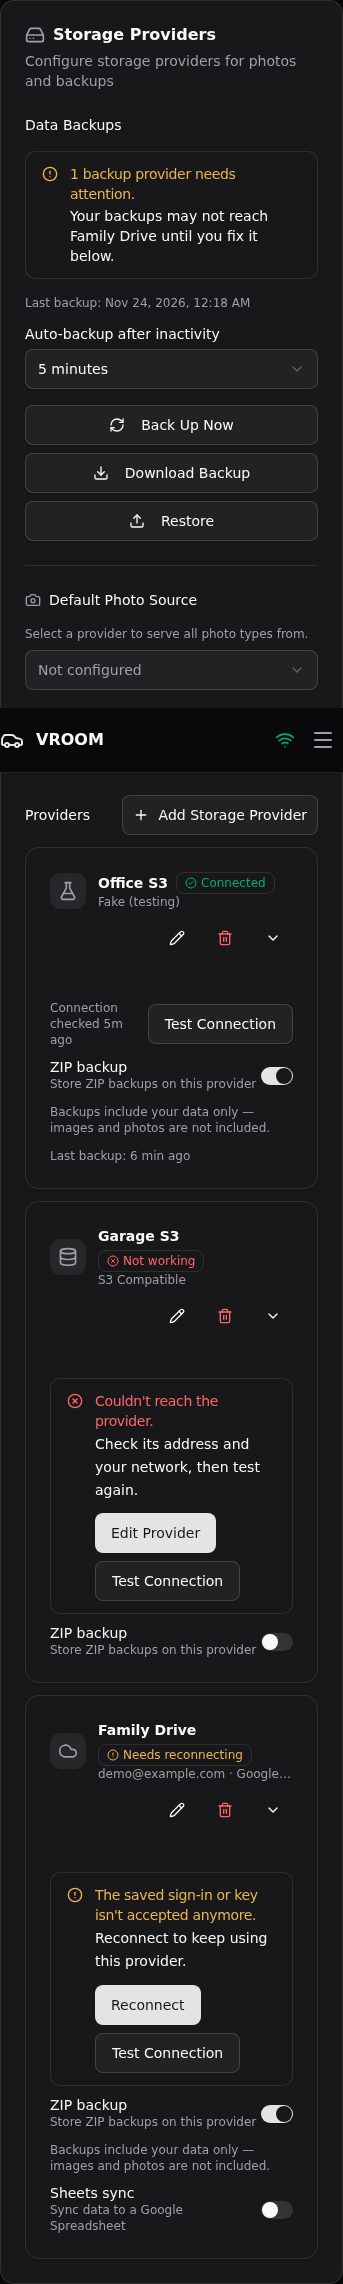 Storage Providers
Configure storage providers for photos
and backups
Data Backups
1 backup provider needs
attention.
Your backups may not reach
Family Drive until you fix it
below.
Last backup: Nov 24, 2026, 12:18 AM
Auto-backup after inactivity
5 minutes
Back Up Now
Download Backup
Restore
Default Photo Source
Select a provider to serve all photo types from.
Not configured
VROOM
Providers
Add Storage Provider
Office S3
Connected
Fake (testing)
Connection
checked 5m
ago
Test Connection
ZIP backup
Store ZIP backups on this provider
Backups include your data only —
images and photos are not included.
Last backup: 6 min ago
Garage S3
Not working
S3 Compatible
Couldn't reach the
provider.
Check its address and
your network, then test
again.
Edit Provider
Test Connection
ZIP backup
Store ZIP backups on this provider
Family Drive
Needs reconnecting
demo@example.com · Google...
The saved sign-in or key
isn't accepted anymore.
Reconnect to keep using
this provider.
Reconnect
Test Connection
ZIP backup
Store ZIP backups on this provider
Backups include your data only —
images and photos are not included.
Sheets sync
Sync data to a Google
Spreadsheet